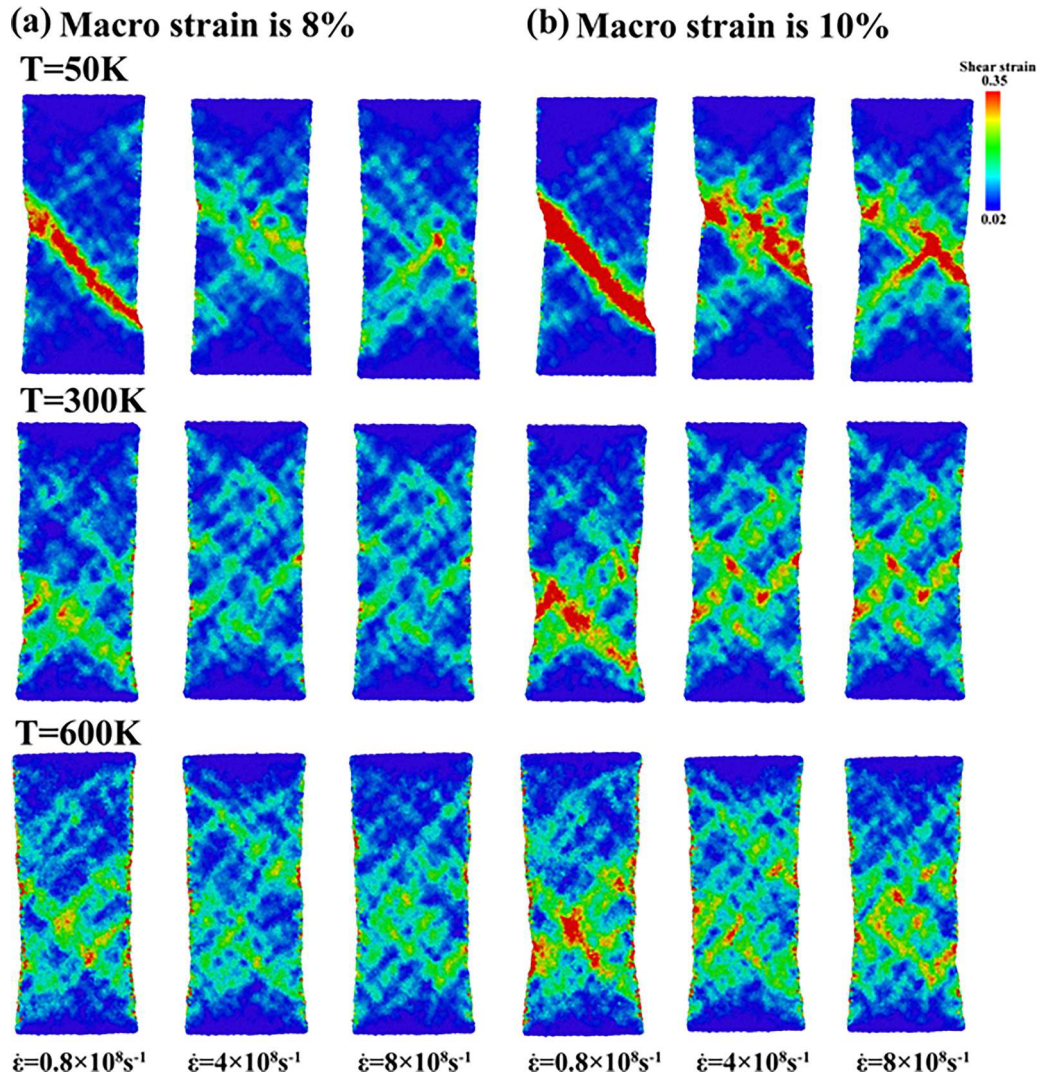 (a) Macro strain is 8%
(b) Macro strain is 10%
T=50K
Shear strain
0.35
0.02
T=300K
T=600K
ε̇=0.8×10⁸s⁻¹ ε̇=4×10⁸s⁻¹ ε̇=8×10⁸s⁻¹ ε̇=0.8×10⁸s⁻¹ ε̇=4×10⁸s⁻¹ ε̇=8×10⁸s⁻¹